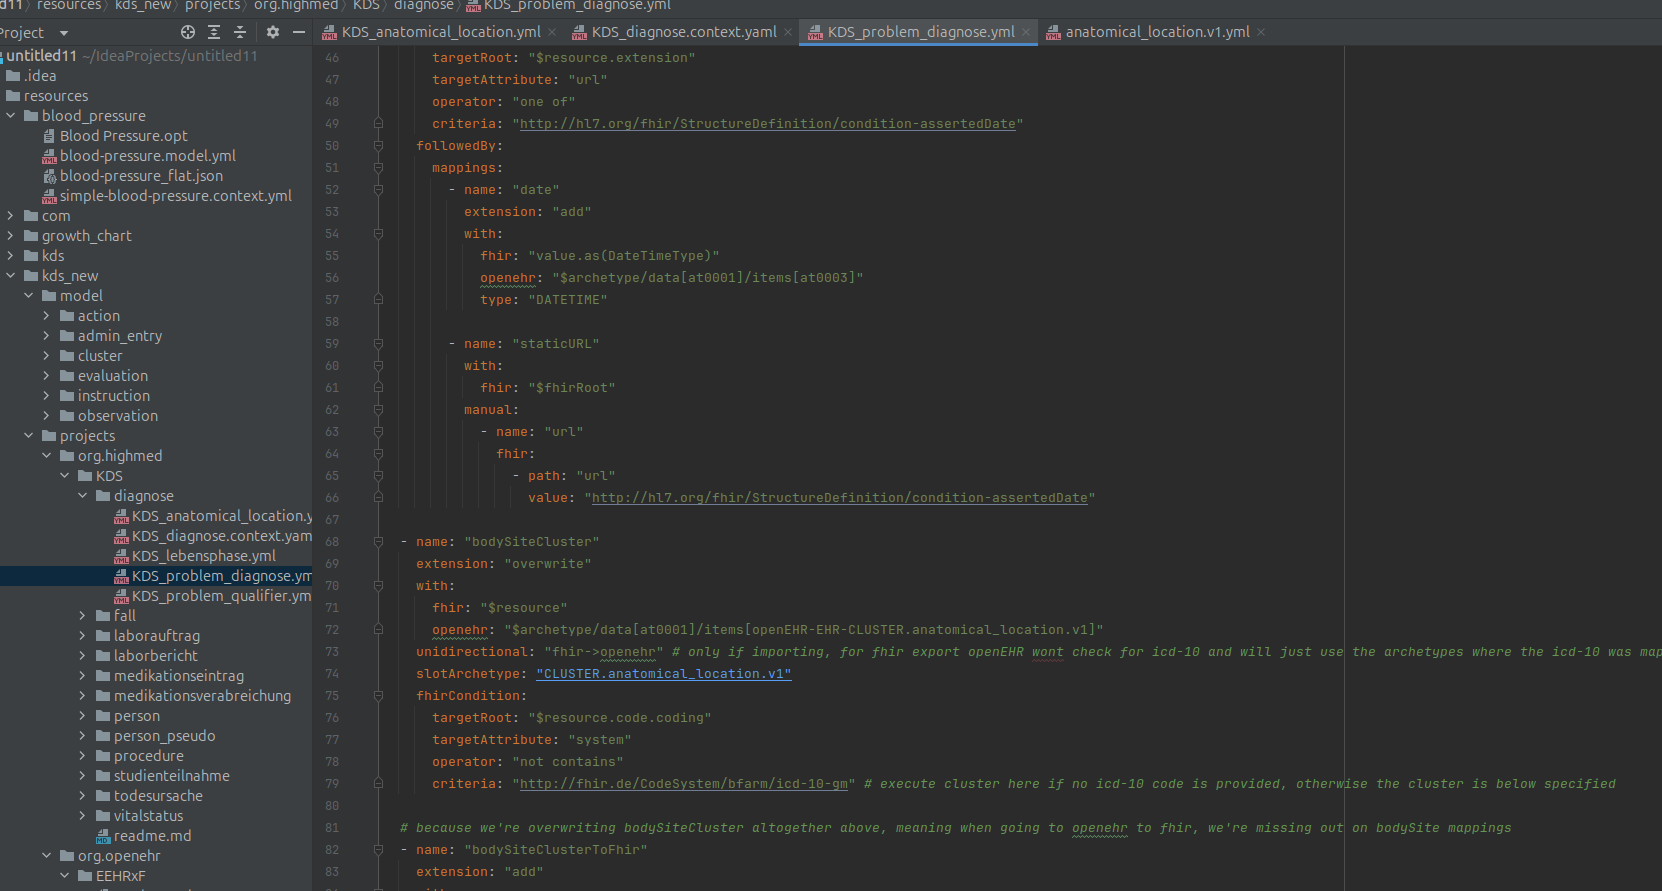 d11 › resources › kds_new › projects › org.highmed › KDS › diagnose › KDS_problem_diagnose.yml
Project
KDS_anatomical_location.yml
KDS_diagnose.context.yaml
KDS_problem_diagnose.yml
anatomical_location.v1.yml
untitled11 ~/IdeaProjects/untitled11
.idea
resources
blood_pressure
Blood Pressure.opt
blood-pressure.model.yml
blood-pressure_flat.json
simple-blood-pressure.context.yml
com
growth_chart
kds
kds_new
model
action
admin_entry
cluster
evaluation
instruction
observation
projects
org.highmed
KDS
diagnose
KDS_anatomical_location.y
KDS_diagnose.context.yam
KDS_lebensphase.yml
KDS_problem_diagnose.ym
KDS_problem_qualifier.ym
fall
laborauftrag
laborbericht
medikationseintrag
medikationsverabreichung
person
person_pseudo
procedure
studienteilnahme
todesursache
vitalstatus
readme.md
org.openehr
EEHRxF
46 targetRoot: "$resource.extension"
47 targetAttribute: "url"
48 operator: "one of"
49 criteria: "http://hl7.org/fhir/StructureDefinition/condition-assertedDate"
50 followedBy:
51 mappings:
52 - name: "date"
53 extension: "add"
54 with:
55 fhir: "value.as(DateTimeType)"
56 openehr: "$archetype/data[at0001]/items[at0003]"
57 type: "DATETIME"
58
59 - name: "staticURL"
60 with:
61 fhir: "$fhirRoot"
62 manual:
63 - name: "url"
64 fhir:
65 - path: "url"
66 value: "http://hl7.org/fhir/StructureDefinition/condition-assertedDate"
67
68 - name: "bodySiteCluster"
69 extension: "overwrite"
70 with:
71 fhir: "$resource"
72 openehr: "$archetype/data[at0001]/items[openEHR-EHR-CLUSTER.anatomical_location.v1]"
73 unidirectional: "fhir->openehr" # only if importing, for fhir export openEHR wont check for icd-10 and will just use the archetypes where the icd-10 was map
74 slotArchetype: "CLUSTER.anatomical_location.v1"
75 fhirCondition:
76 targetRoot: "$resource.code.coding"
77 targetAttribute: "system"
78 operator: "not contains"
79 criteria: "http://fhir.de/CodeSystem/bfarm/icd-10-gm" # execute cluster here if no icd-10 code is provided, otherwise the cluster is below specified
80
81 # because we're overwriting bodySiteCluster altogether above, meaning when going to openehr to fhir, we're missing out on bodySite mappings
82 - name: "bodySiteClusterToFhir"
83 extension: "add"